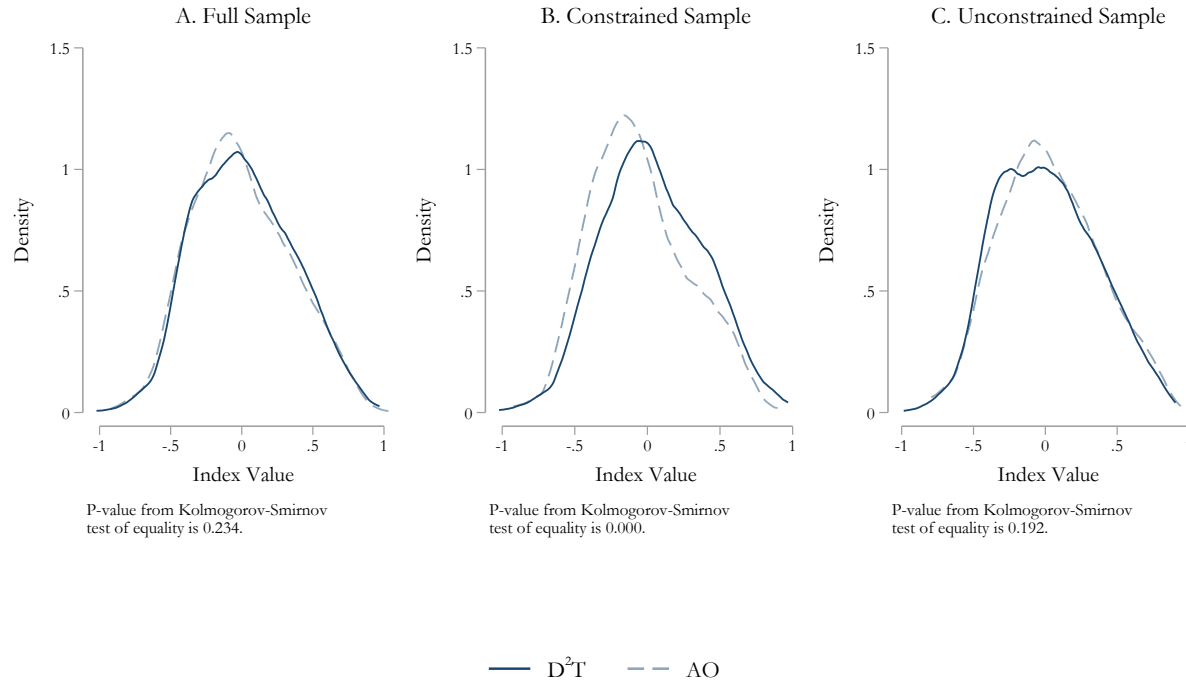 A. Full Sample
B. Constrained Sample
C. Unconstrained Sample
1.5
1
.5
0
Density
-1
-.5
0
.5
1
Index Value
P-value from Kolmogorov-Smirnov
test of equality is 0.234.
1.5
1
.5
0
Density
-1
-.5
0
.5
1
Index Value
P-value from Kolmogorov-Smirnov
test of equality is 0.000.
1.5
1
.5
0
Density
-1
-.5
0
.5
Index Value
P-value from Kolmogorov-Smirnov
test of equality is 0.192.
D²T
AO